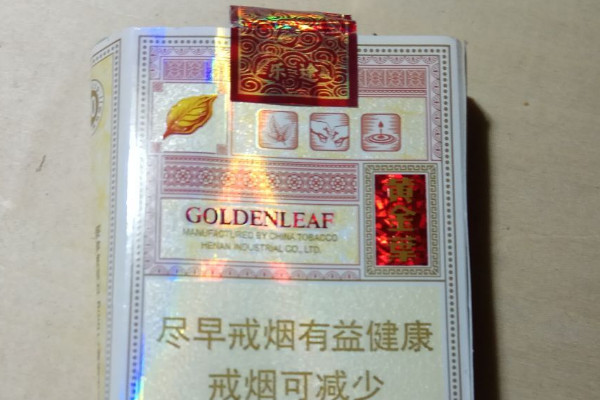 乐途
GOLDENLEAF
MANUFACTURED BY CHINA TOBACCO
HENAN INDUSTRIAL CO., LTD.
黄金叶
尽早戒烟有益健康
戒烟可减少